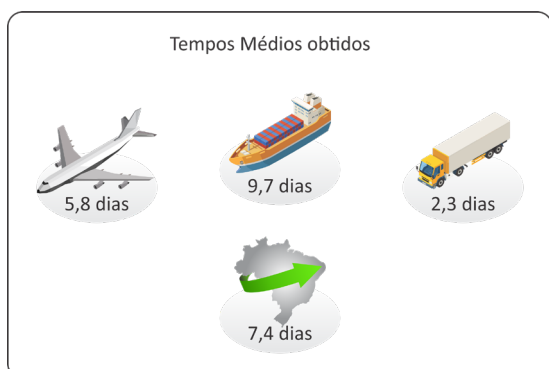 Tempos Médios obtidos
5,8 dias
9,7 dias
2,3 dias
7,4 dias